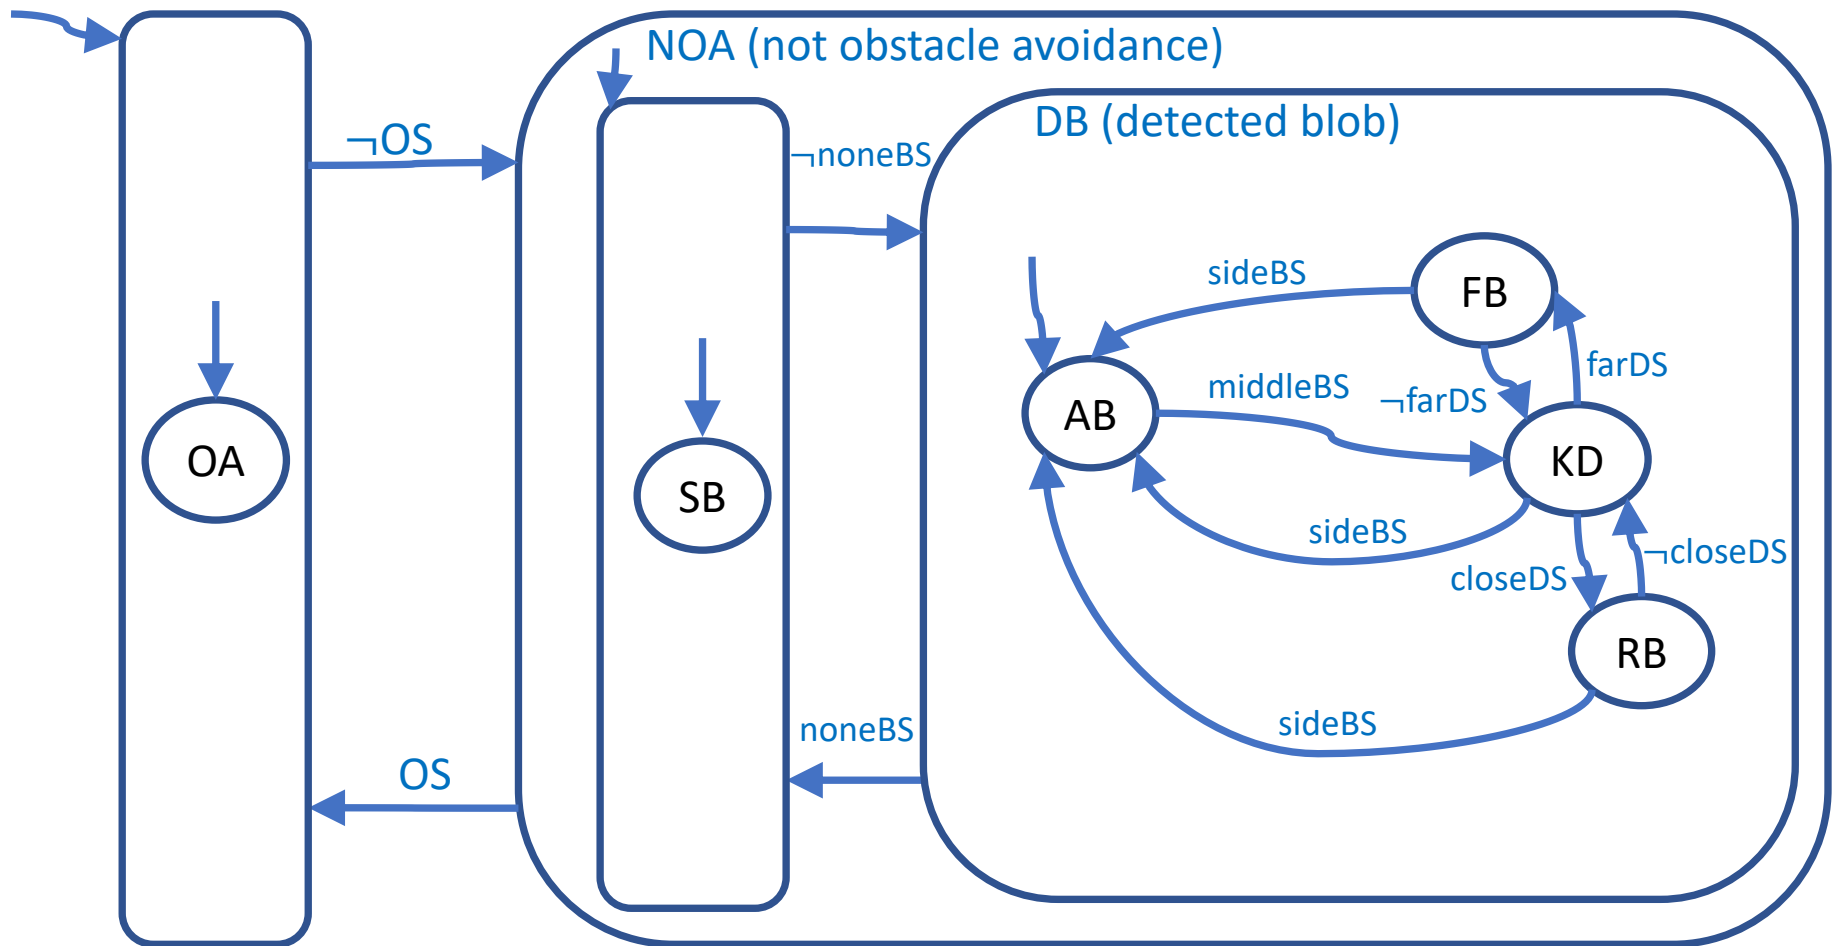 NOA (not obstacle avoidance)
DB (detected blob)
¬OS
¬noneBS
sideBS
FB
farDS
middleBS
¬farDS
AB
OA
KD
SB
sideBS
¬closeDS
closeDS
RB
sideBS
noneBS
OS